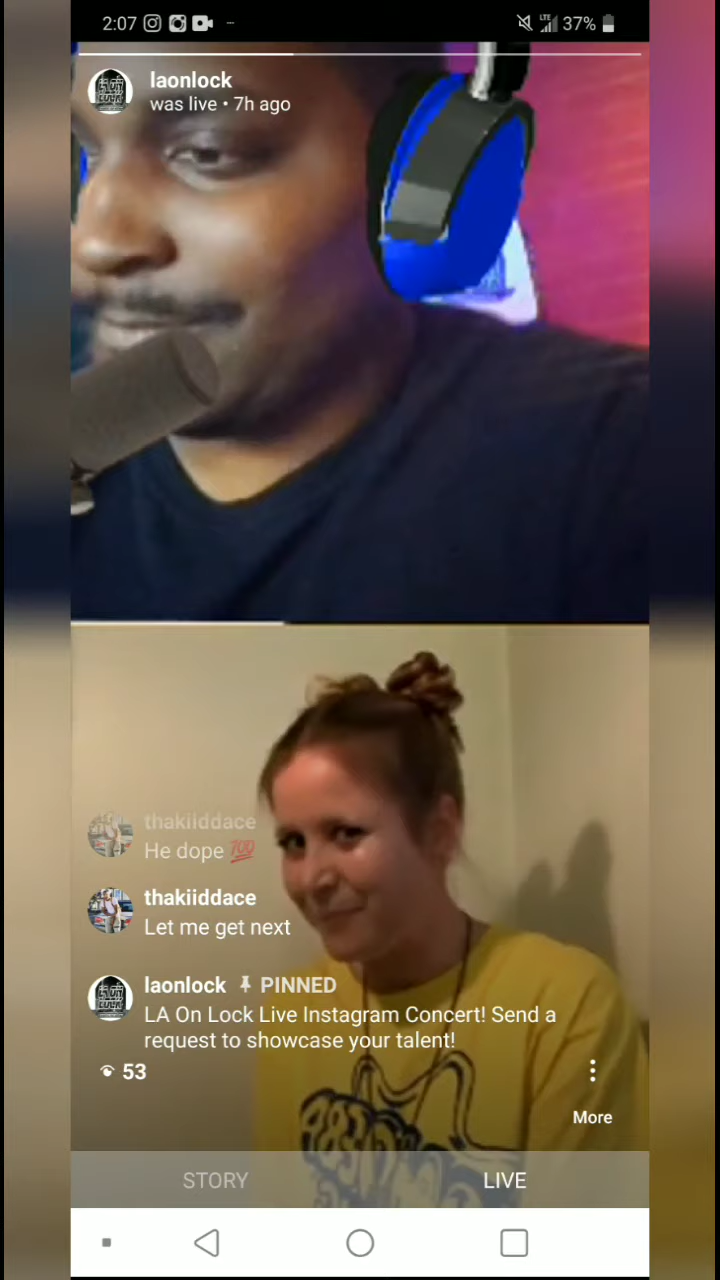 2:07
LTE
37%
laonlock
was live • 7h ago
thakiiddace
He dope 💯
thakiiddace
Let me get next
laonlock PINNED
LA On Lock Live Instagram Concert! Send a
request to showcase your talent!
53
More
STORY
LIVE